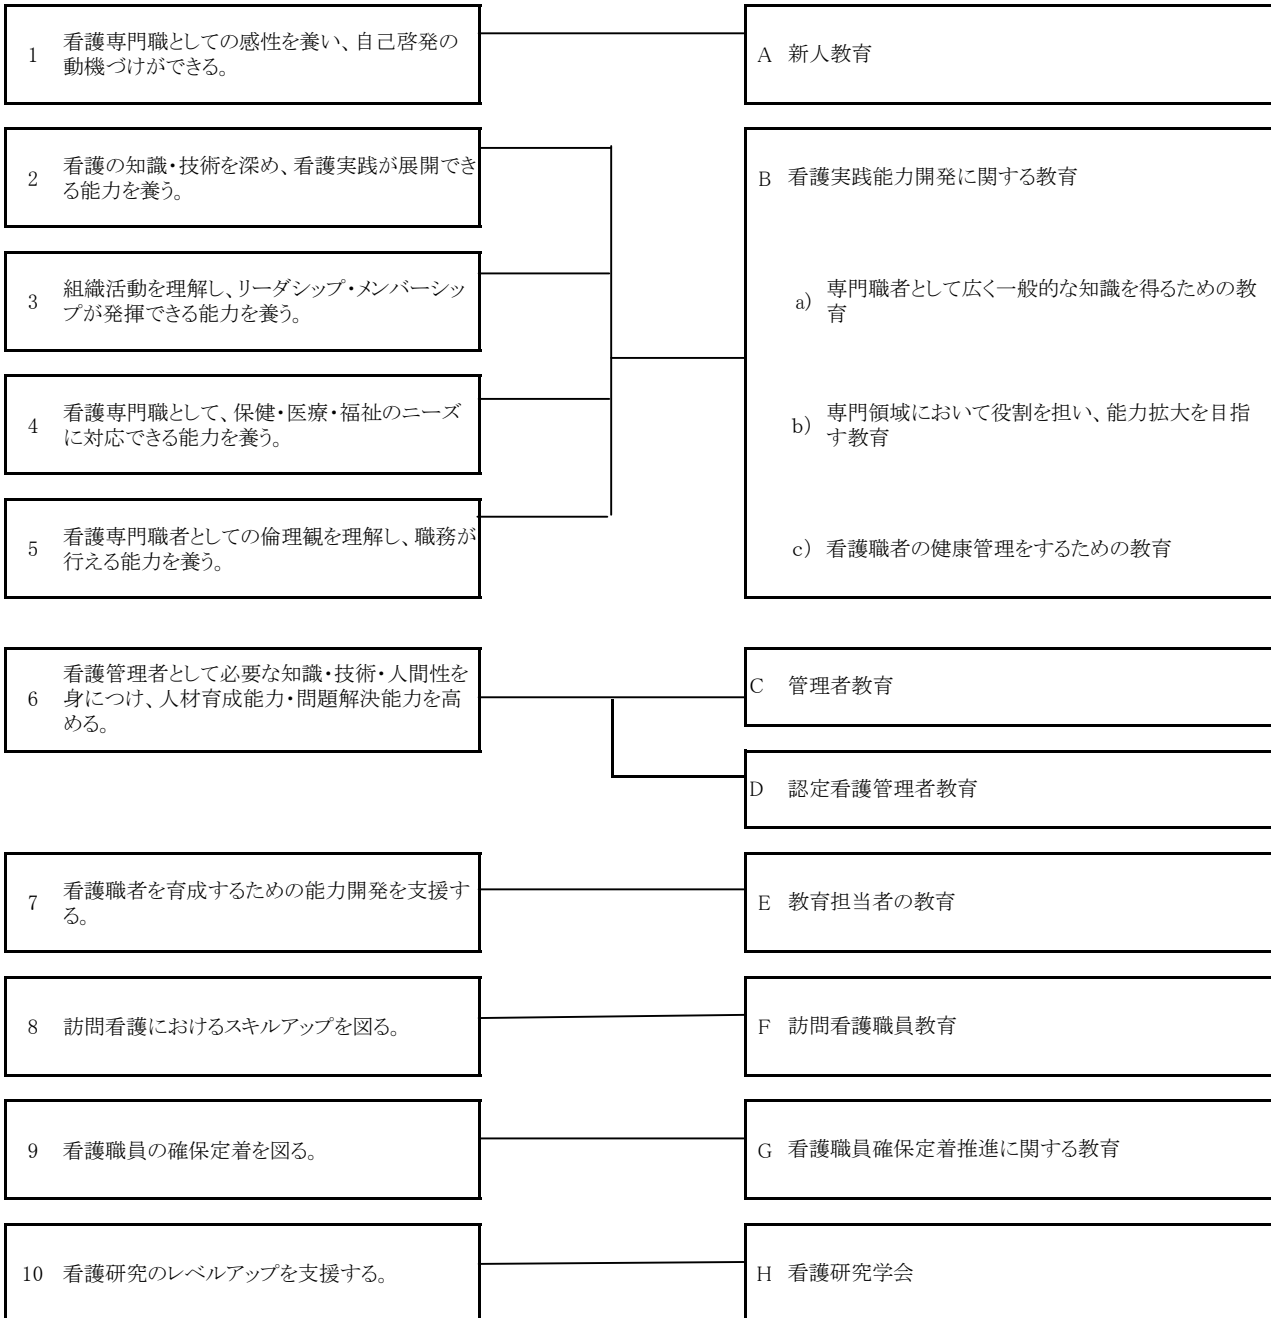 1 看護専門職としての感性を養い、自己啓発の
動機づけができる。
A 新人教育
2 看護の知識・技術を深め、看護実践が展開でき
る能力を養う。
B 看護実践能力開発に関する教育
3 組織活動を理解し、リーダシップ・メンバーシッ
プが発揮できる能力を養う。
a) 専門職者として広く一般的な知識を得るための教
育
4 看護専門職として、保健・医療・福祉のニーズ
に対応できる能力を養う。
b) 専門領域において役割を担い、能力拡大を目指
す教育
5 看護専門職者としての倫理観を理解し、職務が
行える能力を養う。
c) 看護職者の健康管理をするための教育
6 看護管理者として必要な知識・技術・人間性を
身につけ、人材育成能力・問題解決能力を高
める。
C 管理者教育
D 認定看護管理者教育
7 看護職者を育成するための能力開発を支援す
る。
E 教育担当者の教育
8 訪問看護におけるスキルアップを図る。
F 訪問看護職員教育
9 看護職員の確保定着を図る。
G 看護職員確保定着推進に関する教育
10 看護研究のレベルアップを支援する。
H 看護研究学会